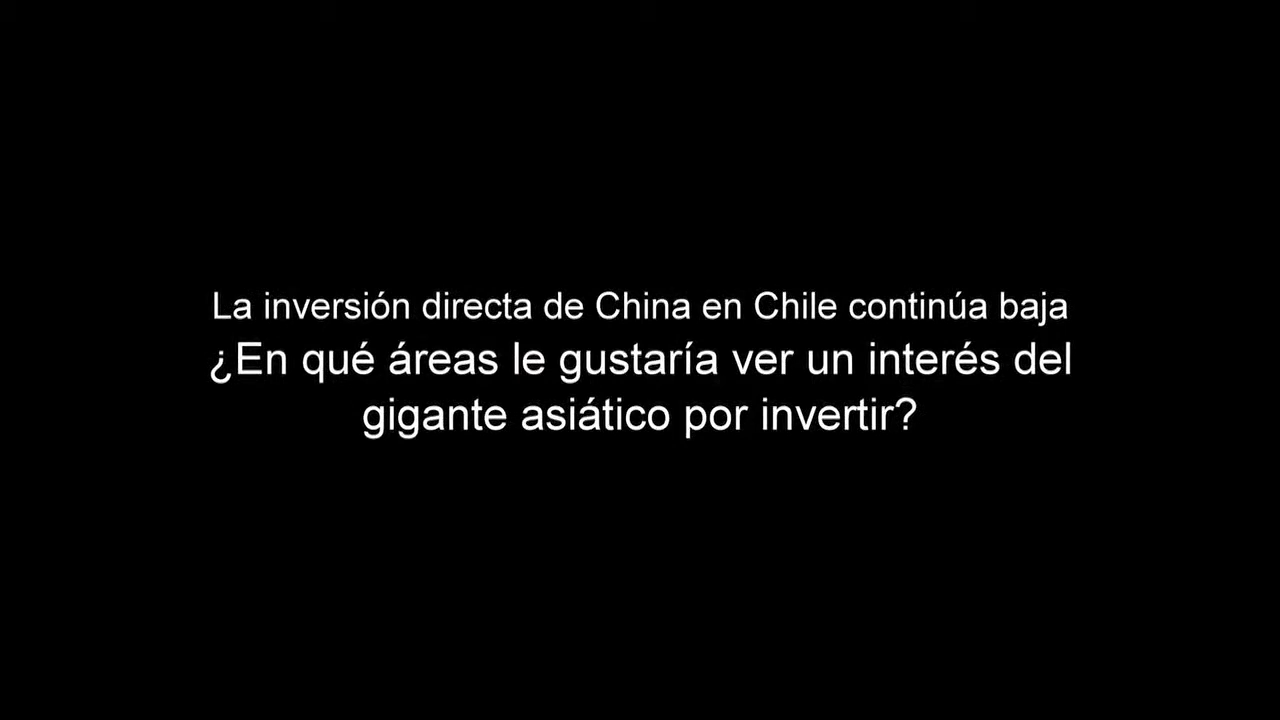 La inversión directa de China en Chile continúa baja
¿En qué áreas le gustaría ver un interés del
gigante asiático por invertir?